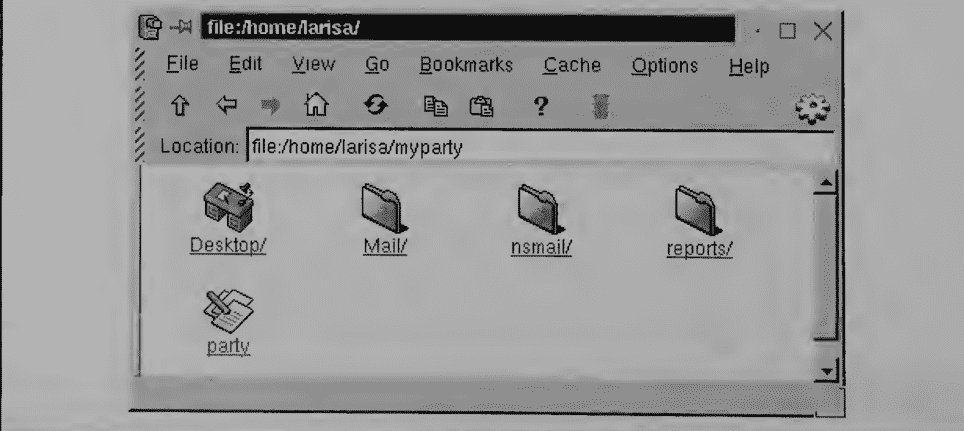 file:/home/larisa/
File Edit View Go Bookmarks Cache Options Help
?
Location: file:/home/larisa/myparty
Desktop/ Mail/ nsmail/ reports/
party